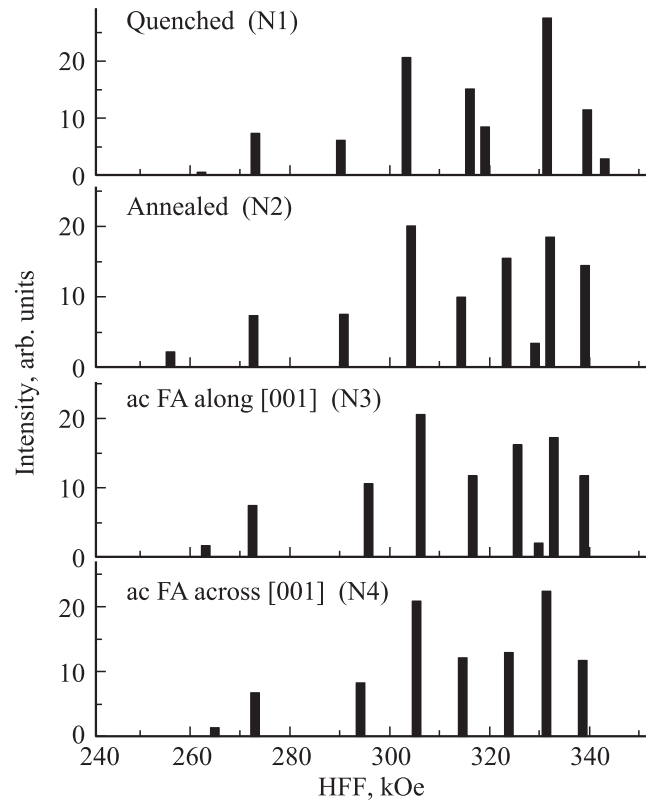 Quenched (N1)
20
10
0
Annealed (N2)
20
10
0
Intensity, arb. units
ac FA along [001] (N3)
20
10
0
ac FA across [001] (N4)
20
10
0
240 260 280 300 320 340
HFF, kOe